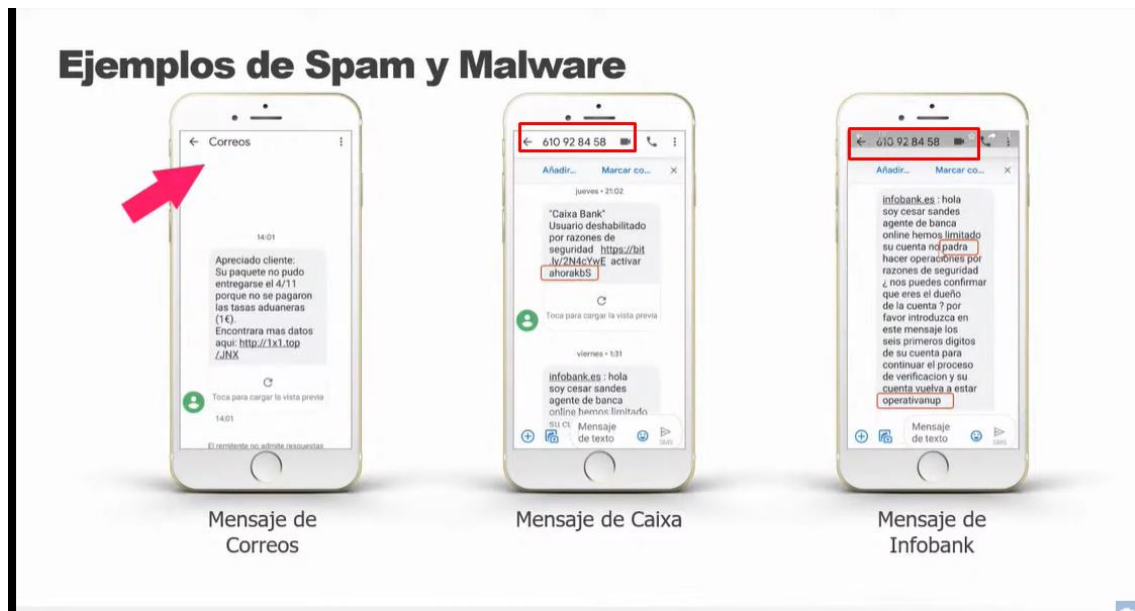 Ejemplos de Spam y Malware
Correos
14:01
Apreciado cliente:
Su paquete no pudo
entregarse el 4/11
porque no se pagaron
las tasas aduaneras
(1€).
Encontrara mas datos
aqui: http://1x1.top
/JNX
Toca para cargar la vista previa
14:01
El remitente no admite respuestas
Mensaje de
Correos
610 92 84 58
Añadir... Marcar co...
jueves • 21:02
"Caixa Bank"
Usuario deshabilitado
por razones de
seguridad https://bit
.ly/2N4cYwE activar
ahorakbS
Toca para cargar la vista previa
viernes • 1:31
infobank.es : hola
soy cesar sandes
agente de banca
online hemos limitado
su cu
Mensaje
de texto
SMS
Mensaje de Caixa
610 92 84 58
Añadir... Marcar co...
infobank.es : hola
soy cesar sandes
agente de banca
online hemos limitado
su cuenta no padra
hacer operaciones por
razones de seguridad
¿ nos puedes confirmar
que eres el dueño
de la cuenta ? por
favor introduzca en
este mensaje los
seis primeros digitos
de su cuenta para
continuar el proceso
de verificacion y su
cuenta vuelva a estar
operativanup
Mensaje
de texto
SMS
Mensaje de
Infobank